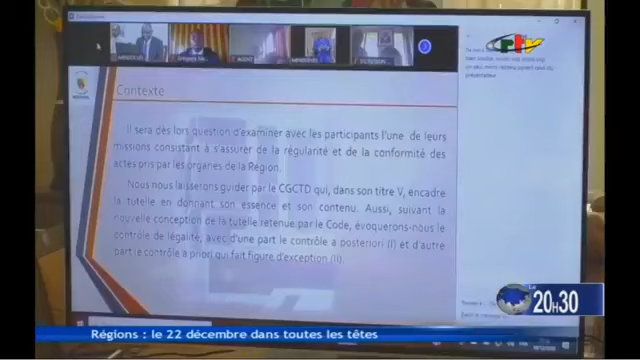 Contexte
Il sera dès lors question d'examiner avec les participants l'une de leurs
missions consistant à s'assurer de la régularité et de la conformité des
actes pris par les organes de la Région.
Nous nous laisserons guider par le CGCTD qui, dans son titre V, encadre
la tutelle en donnant son essence et son contenu. Aussi, suivant la
nouvelle conception de la tutelle retenue par le Code, évoquerons-nous le
contrôle de légalité, avec d'une part le contrôle a posteriori (I) et d'autre
part le contrôle à priori qui fait figure d'exception (II).
crtv
Le
20H30
Régions : le 22 décembre dans toutes les têtes